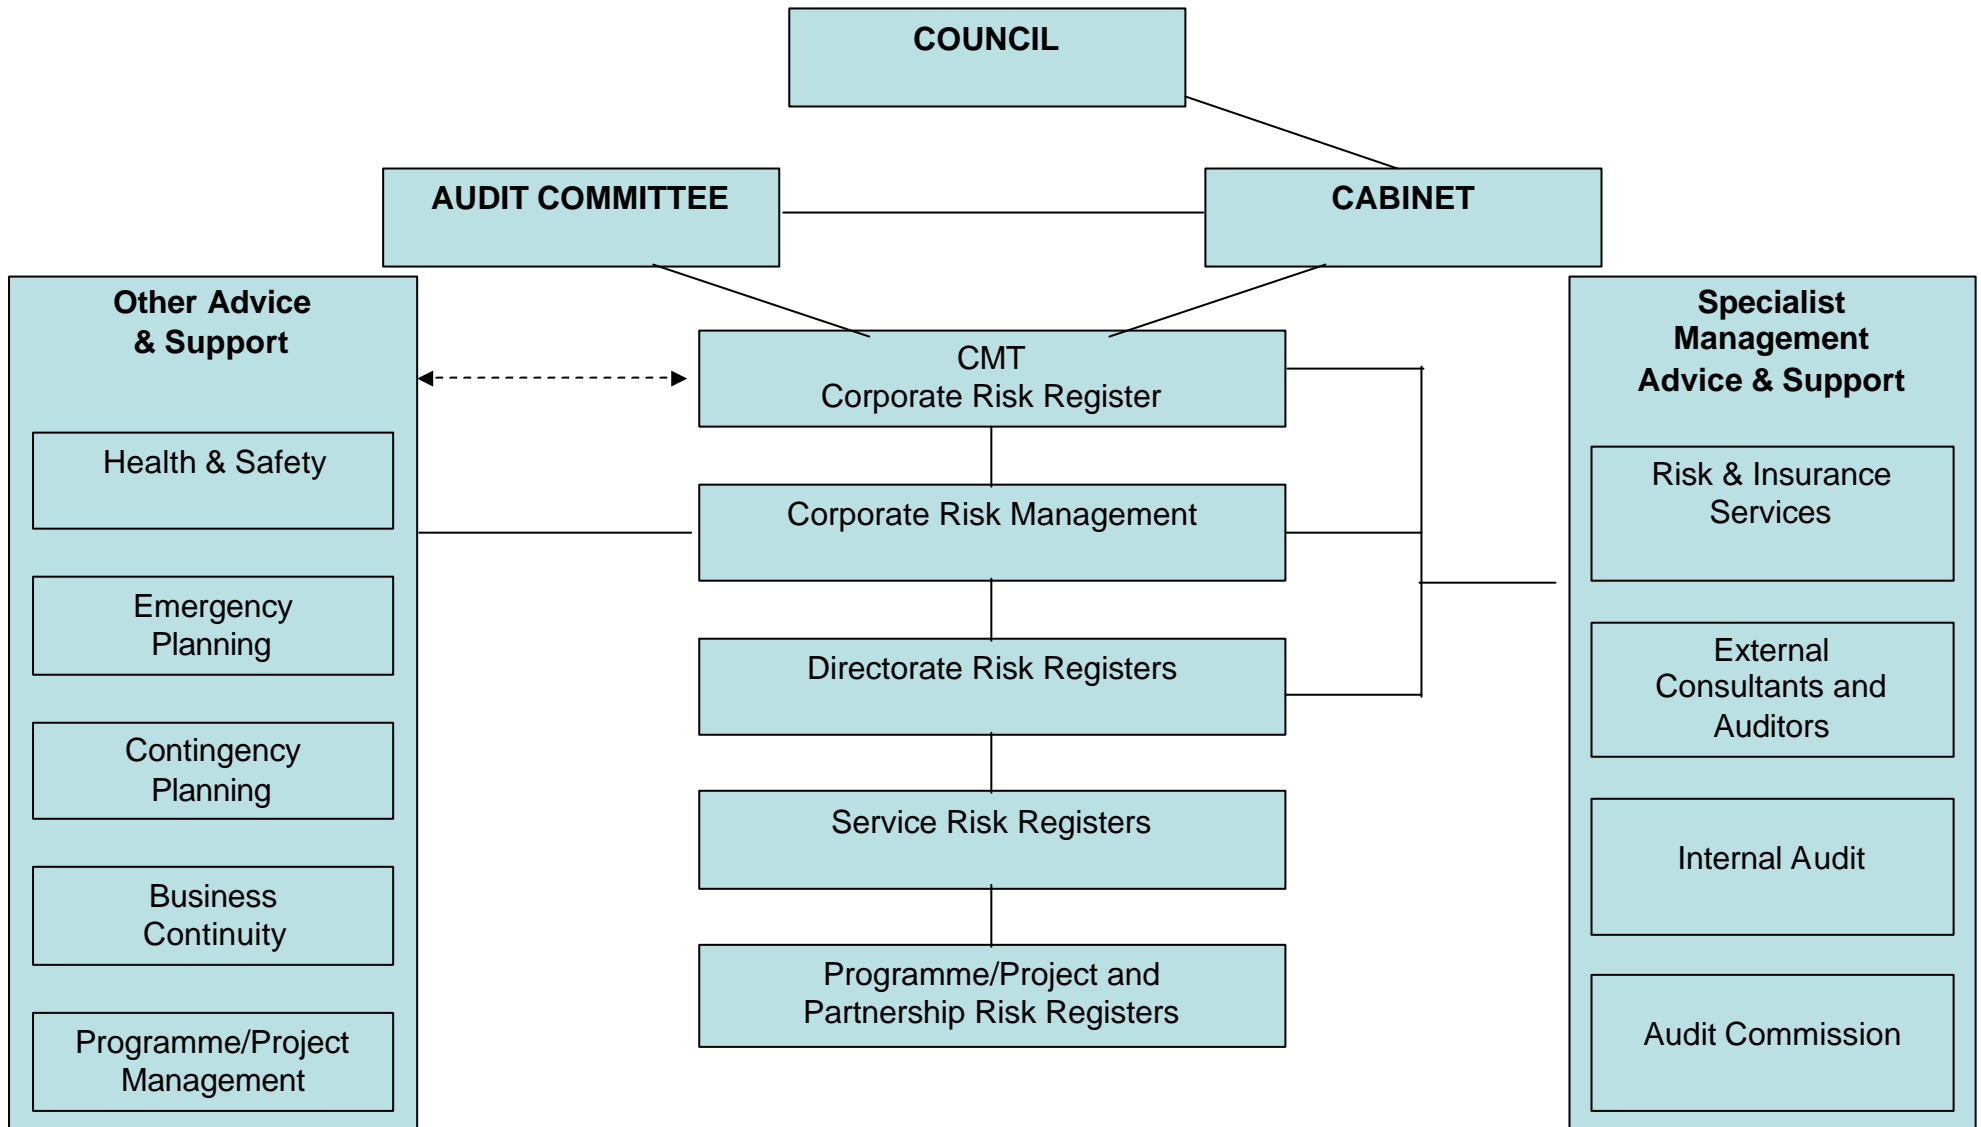 COUNCIL
AUDIT COMMITTEE
CABINET
Other Advice
& Support
Health & Safety
Emergency
Planning
Contingency
Planning
Business
Continuity
Programme/Project
Management
CMT
Corporate Risk Register
Corporate Risk Management
Directorate Risk Registers
Service Risk Registers
Programme/Project and
Partnership Risk Registers
Specialist
Management
Advice & Support
Risk & Insurance
Services
External
Consultants and
Auditors
Internal Audit
Audit Commission